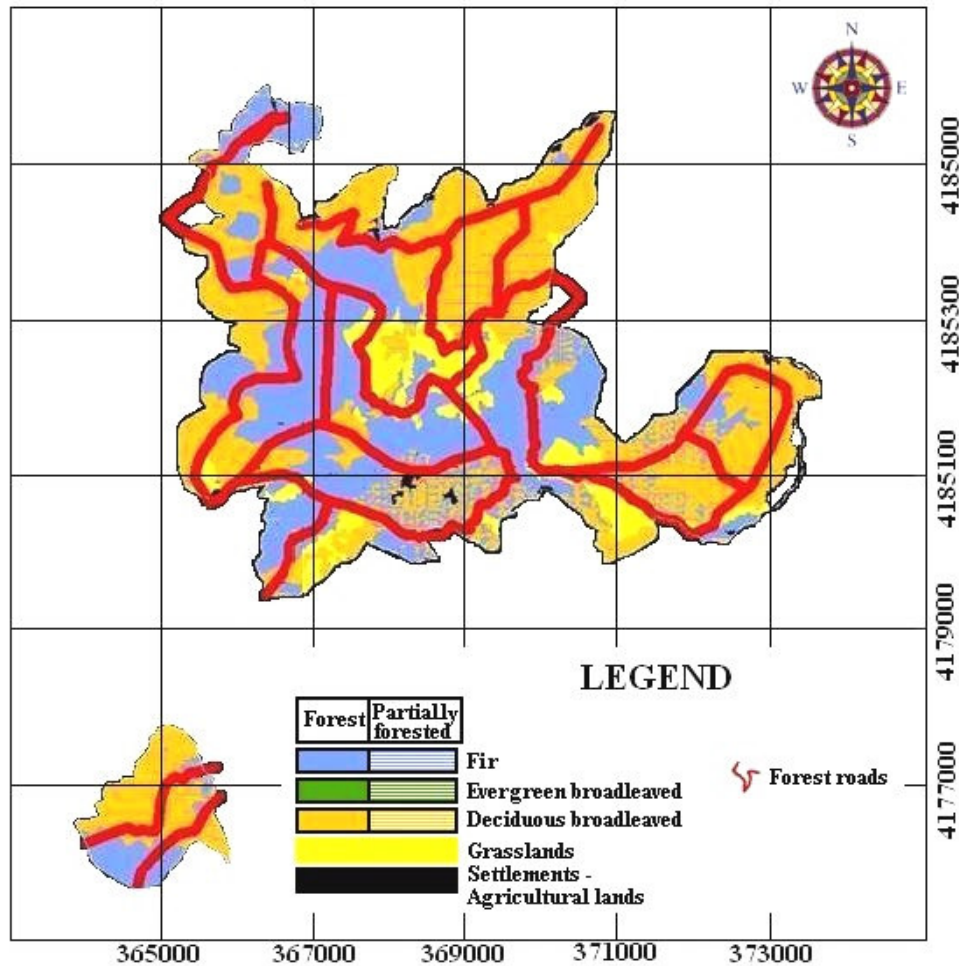 N
W E
S
4185000
4185300
4185100
4179000
4177000
LEGEND
Forest Partially
forested
Fir
Evergreen broadleaved
Deciduous broadleaved
Grasslands
Settlements -
Agricultural lands
Forest roads
365000 367000 369000 371000 373000